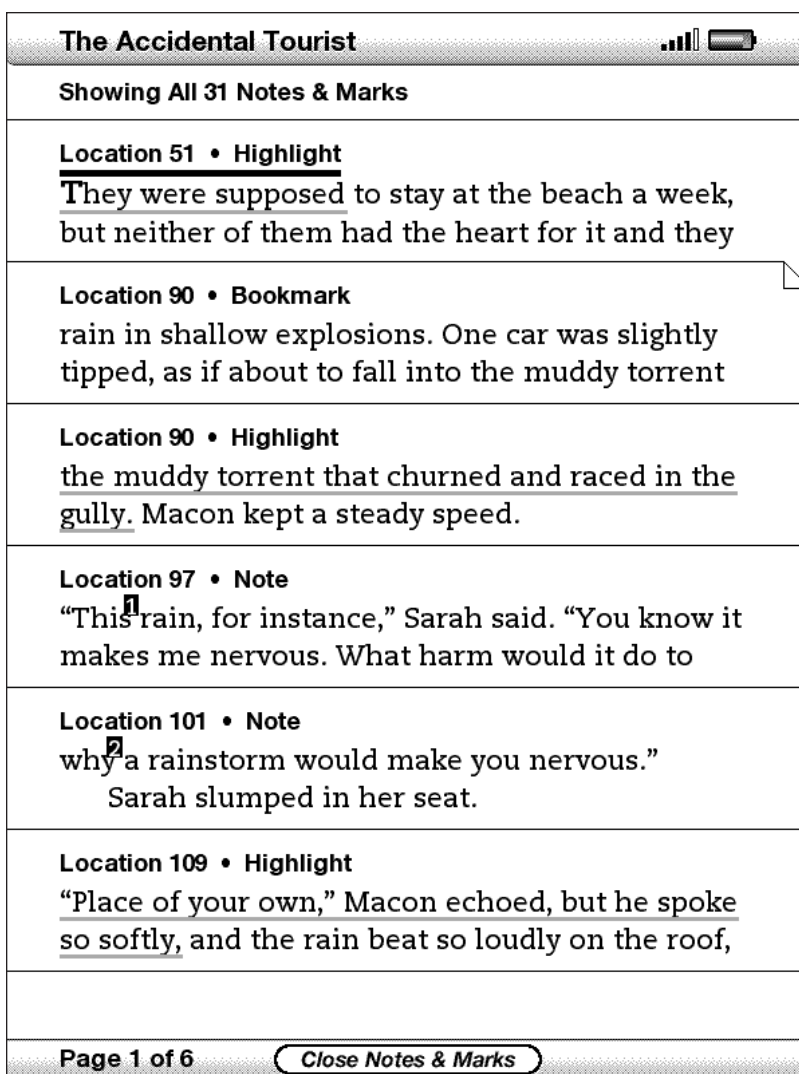 The Accidental Tourist
Showing All 31 Notes & Marks
Location 51 • Highlight
They were supposed to stay at the beach a week,
but neither of them had the heart for it and they
Location 90 • Bookmark
rain in shallow explosions. One car was slightly
tipped, as if about to fall into the muddy torrent
Location 90 • Highlight
the muddy torrent that churned and raced in the
gully. Macon kept a steady speed.
Location 97 • Note
“This 1 rain, for instance,” Sarah said. “You know it
makes me nervous. What harm would it do to
Location 101 • Note
why 2 a rainstorm would make you nervous.”
Sarah slumped in her seat.
Location 109 • Highlight
“Place of your own,” Macon echoed, but he spoke
so softly, and the rain beat so loudly on the roof,
Page 1 of 6 Close Notes & Marks